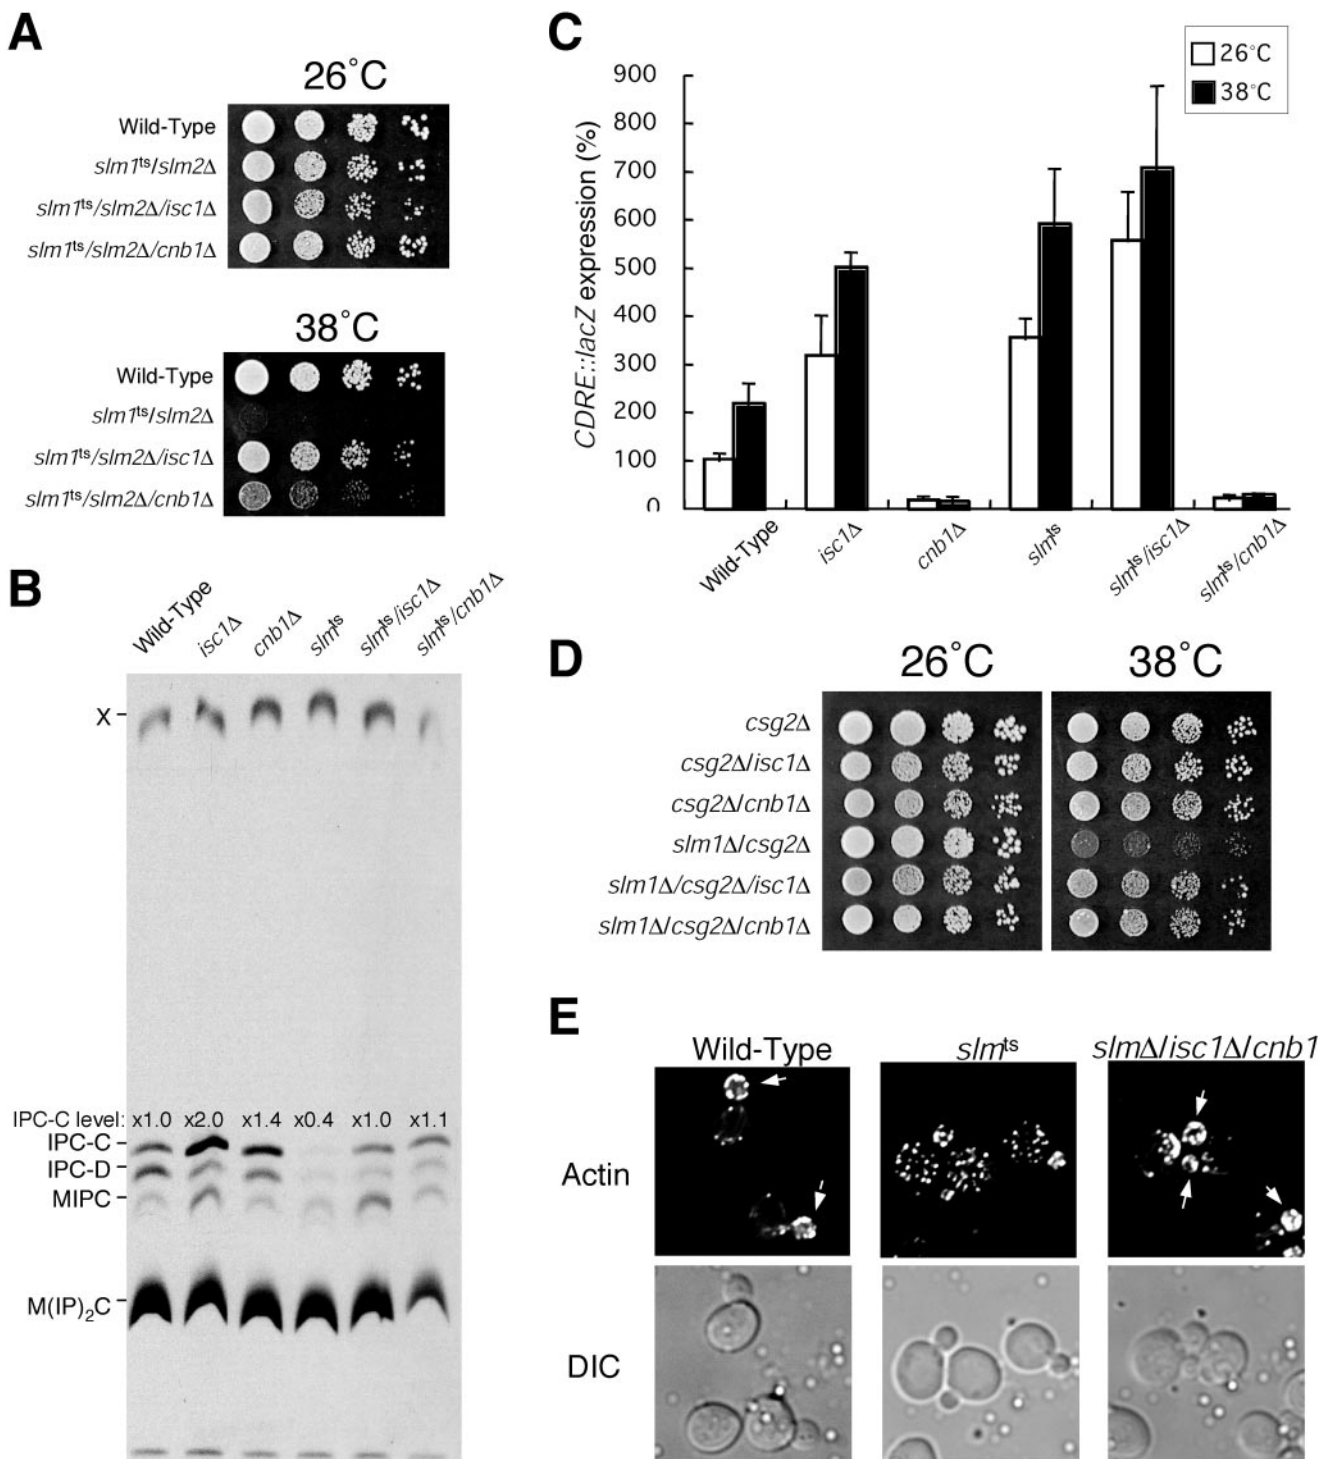 A
26°C
Wild-Type
slm1ts/slm2Δ
slm1ts/slm2Δ/isc1Δ
slm1ts/slm2Δ/cnb1Δ
38°C
Wild-Type
slm1ts/slm2Δ
slm1ts/slm2Δ/isc1Δ
slm1ts/slm2Δ/cnb1Δ
B
Wild-Type
isc1Δ
cnb1Δ
slmts
slmts/isc1Δ
slmts/cnb1Δ
X
IPC-C level: x1.0 x2.0 x1.4 x0.4 x1.0 x1.1
IPC-C
IPC-D
MIPC
M(IP)2C
C
26°C
38°C
CDRE::lacZ expression (%)
900
800
700
600
500
400
300
200
100
0
Wild-Type
isc1Δ
cnb1Δ
slmts
slmts/isc1Δ
slmts/cnb1Δ
D
26°C 38°C
csg2Δ
csg2Δ/isc1Δ
csg2Δ/cnb1Δ
slm1Δ/csg2Δ
slm1Δ/csg2Δ/isc1Δ
slm1Δ/csg2Δ/cnb1Δ
E
Wild-Type slmts slmΔ/isc1Δ/cnb1
Actin
DIC